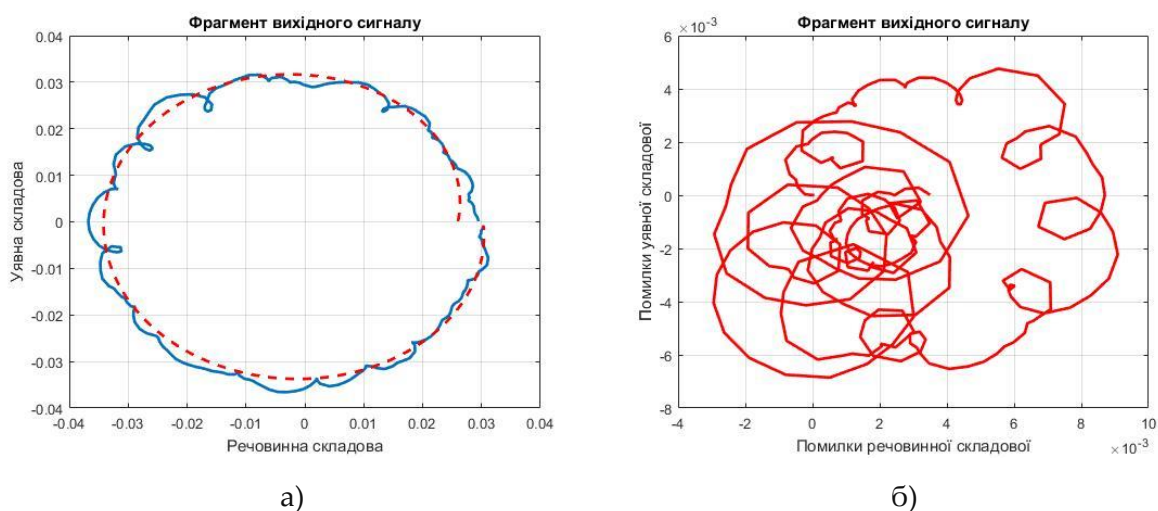 Фрагмент вихідного сигналу
0.04
0.03
0.02
0.01
0
-0.01
-0.02
-0.03
-0.04
-0.04 -0.03 -0.02 -0.01 0 0.01 0.02 0.03 0.04
Уявна складова
Речовинна складова
а)
Фрагмент вихідного сигналу
×10⁻³
6
4
2
0
-2
-4
-6
-8
-4 -2 0 2 4 6 8 10
×10⁻³
Помилки уявної складової
Помилки речовинної складової
б)